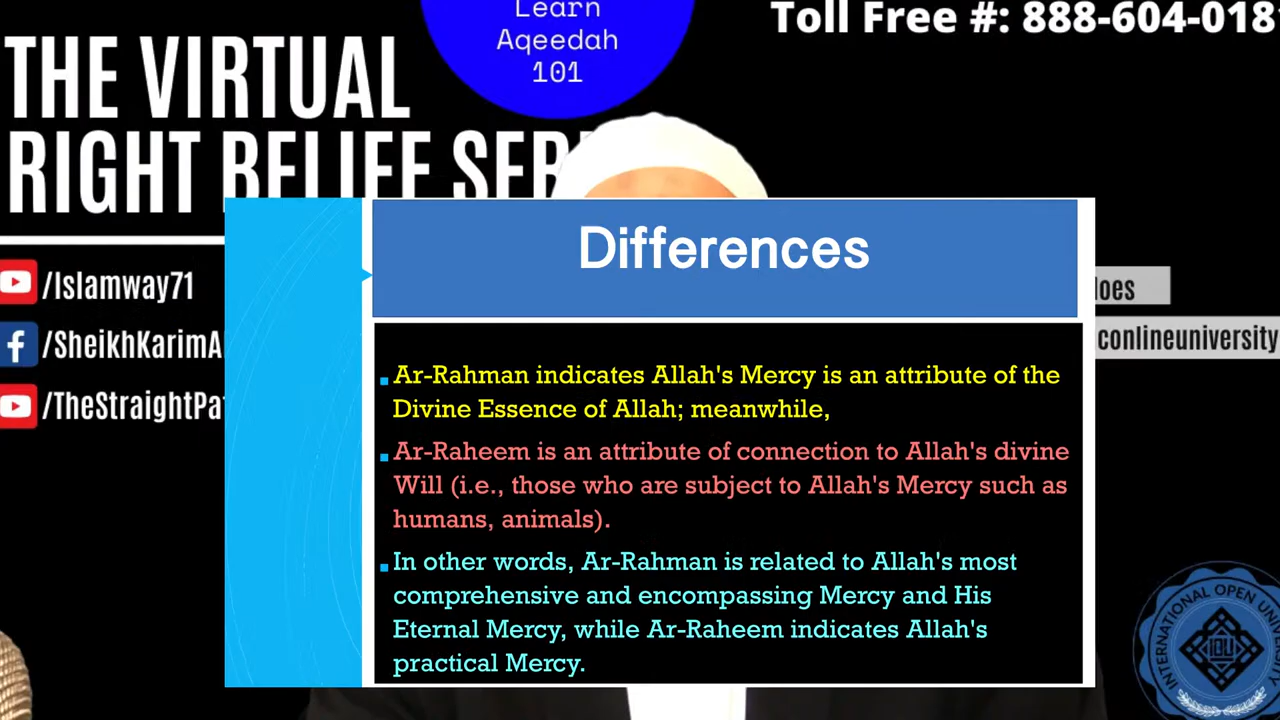 Learn
Aqeedah
101
Toll Free #: 888-604-018
THE VIRTUAL
RIGHT BELIEF SER
/Islamway71
/SheikhKarimA
/TheStraightPa
loes
conlineuniversity
Differences
Ar-Rahman indicates Allah's Mercy is an attribute of the
Divine Essence of Allah; meanwhile,
Ar-Raheem is an attribute of connection to Allah's divine
Will (i.e., those who are subject to Allah's Mercy such as
humans, animals).
In other words, Ar-Rahman is related to Allah's most
comprehensive and encompassing Mercy and His
Eternal Mercy, while Ar-Raheem indicates Allah's
practical Mercy.
INTERNATIONAL OPEN UNIVERSITY
IOU